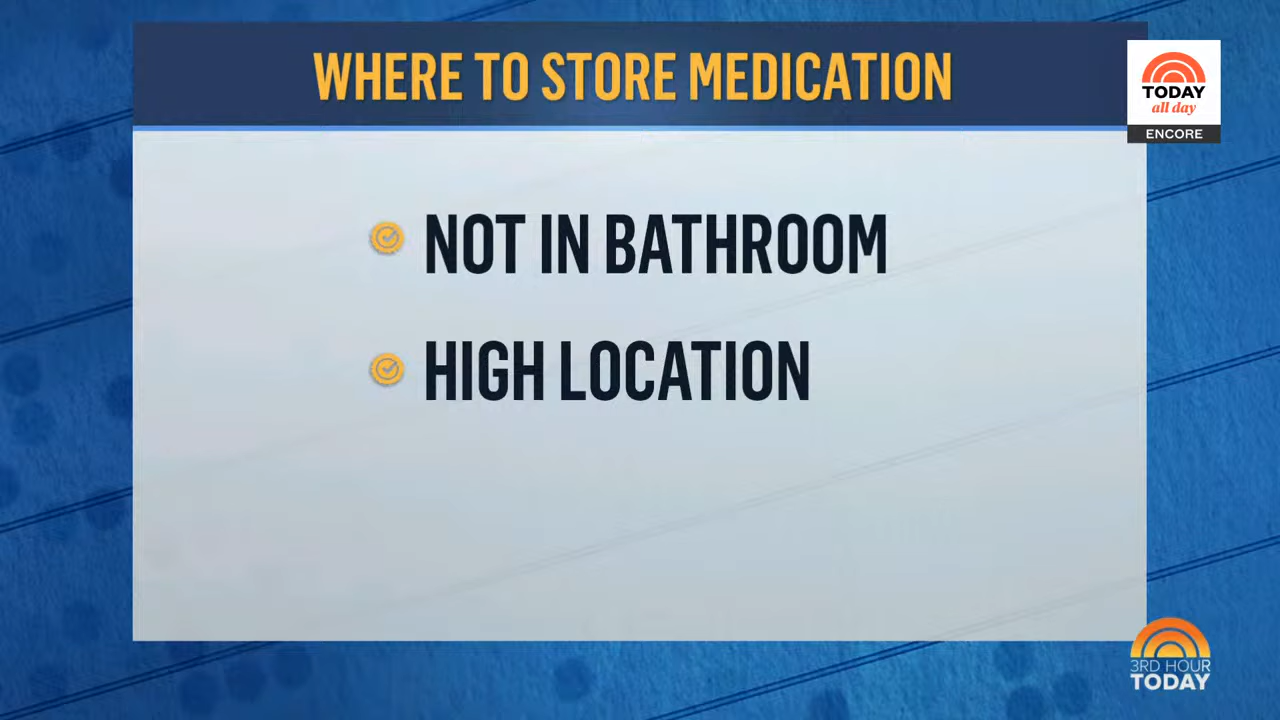 WHERE TO STORE MEDICATION
TODAY
all day
ENCORE
NOT IN BATHROOM
HIGH LOCATION
3RD HOUR
TODAY